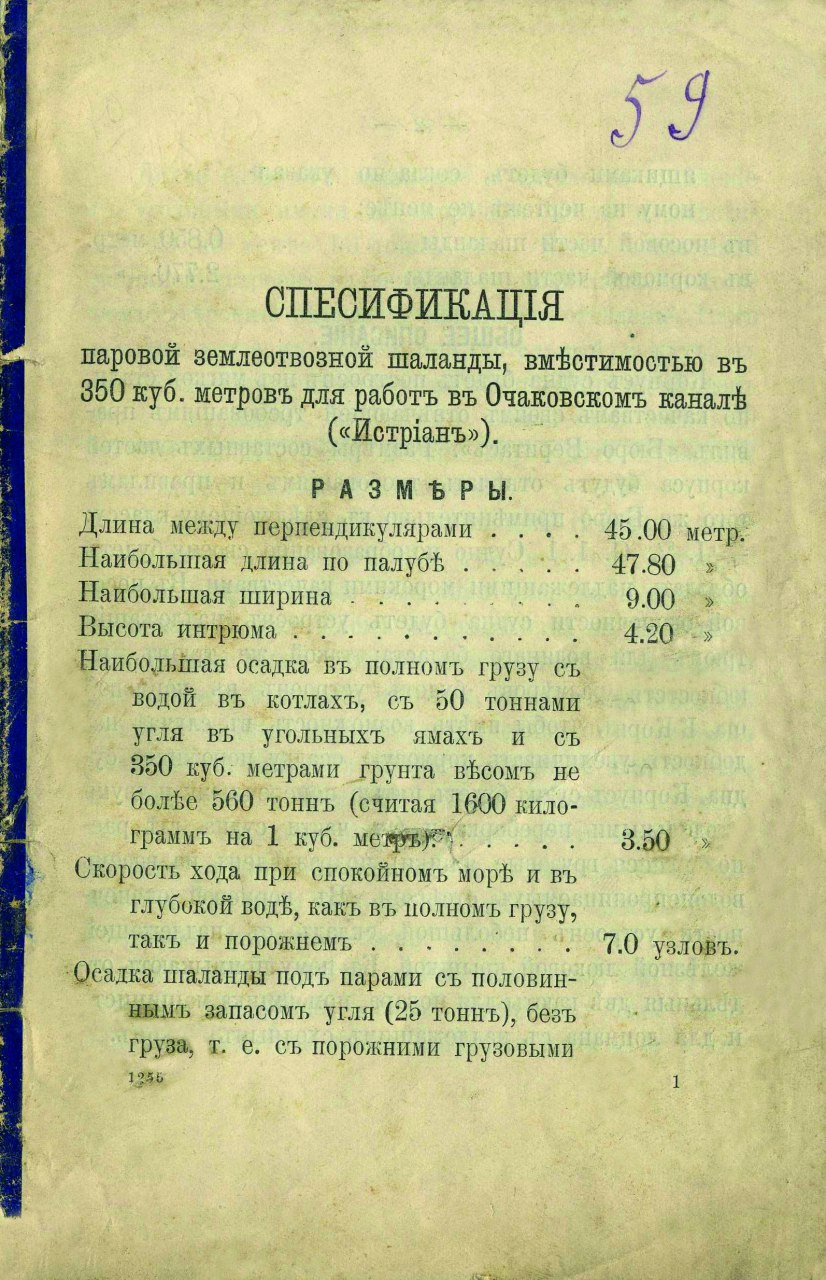 59
СПЕСИФИКАЦІЯ
паровой землеотвозной шаланды, вмѣстимостью въ
350 куб. метровъ для работъ въ Очаковскомъ каналѣ
(«Истріанъ»).
РАЗМѢРЫ.
Длина между перпендикулярами . . . . 45.00 метр.
Наибольшая длина по палубѣ . . . . . 47.80 »
Наибольшая ширина . . . . . . . . . 9.00 »
Высота интрюма . . . . . . . . . . . 4.20 »
Наибольшая осадка въ полномъ грузу съ
водой въ котлахъ, съ 50 тоннами
угля въ угольныхъ ямахъ и съ
350 куб. метрами грунта вѣсомъ не
болѣе 560 тоннъ (считая 1600 кило-
граммъ на 1 куб. метръ) . . . . . 3.50 »
Скорость хода при спокойномъ морѣ и въ
глубокой водѣ, какъ въ полномъ грузу,
такъ и порожнемъ . . . . . . . . 7.0 узловъ.
Осадка шаланды подъ парами съ половин-
нымъ запасомъ угля (25 тоннъ), безъ
груза, т. е. съ порожними грузовыми
1